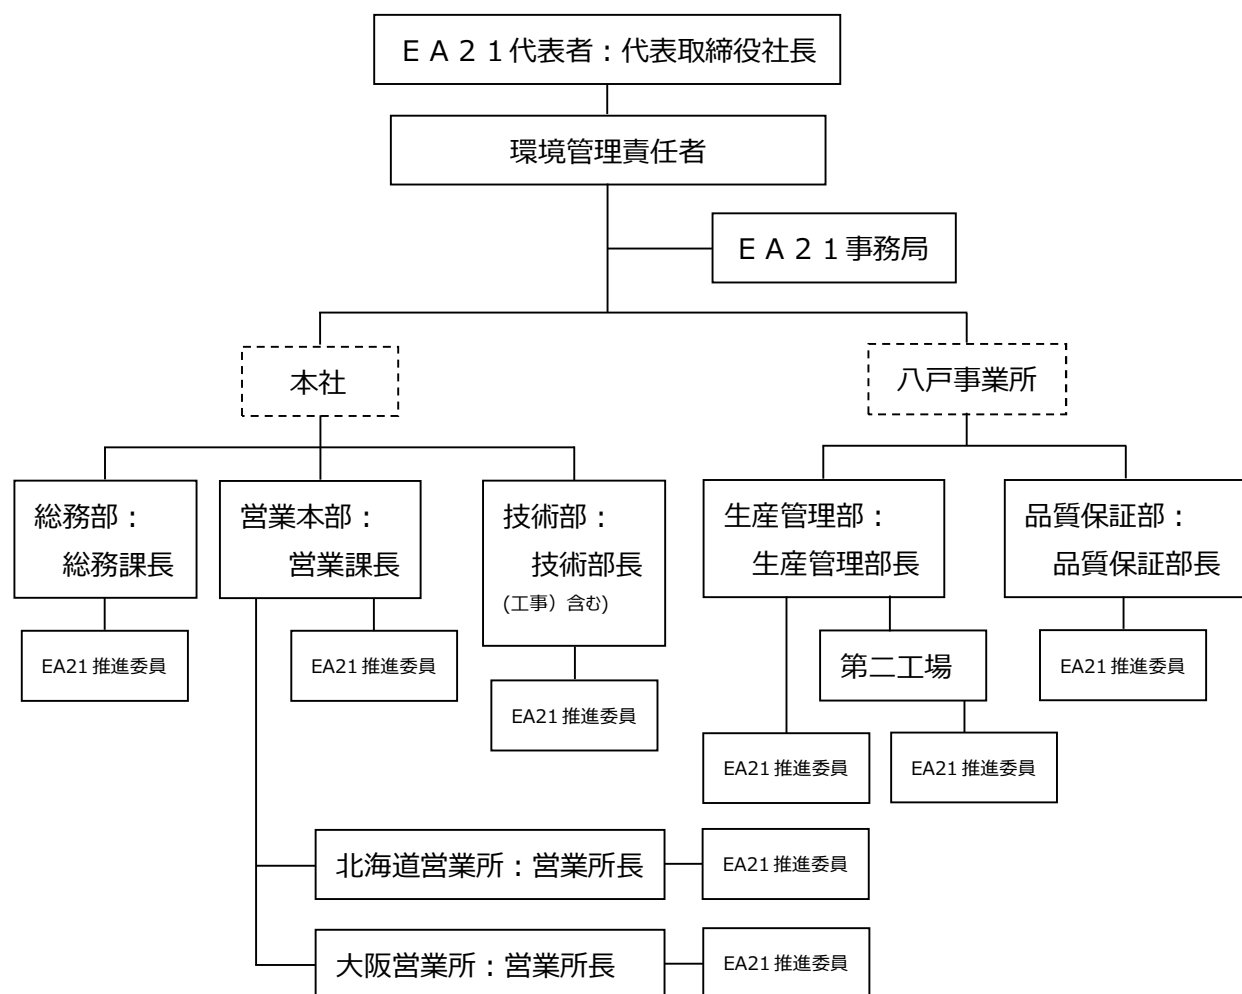 ＥＡ２１代表者：代表取締役社長
環境管理責任者
ＥＡ２１事務局
本社
八戸事業所
総務部：
総務課長
営業本部：
営業課長
技術部：
技術部長
(工事）含む)
生産管理部：
生産管理部長
品質保証部：
品質保証部長
EA21 推進委員
EA21 推進委員
EA21 推進委員
第二工場
EA21 推進委員
EA21 推進委員
EA21 推進委員
北海道営業所：営業所長
EA21 推進委員
大阪営業所：営業所長
EA21 推進委員